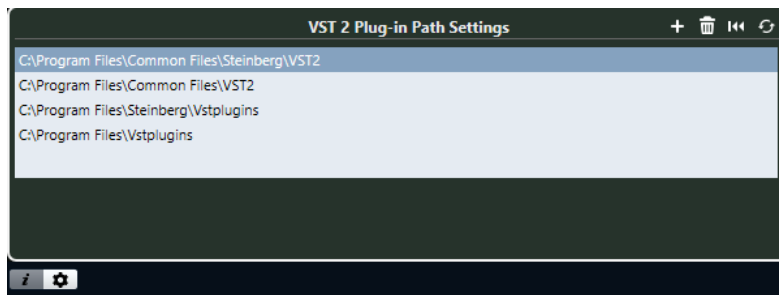 VST 2 Plug-in Path Settings
C:\Program Files\Common Files\Steinberg\VST2
C:\Program Files\Common Files\VST2
C:\Program Files\Steinberg\Vstplugins
C:\Program Files\Vstplugins
i